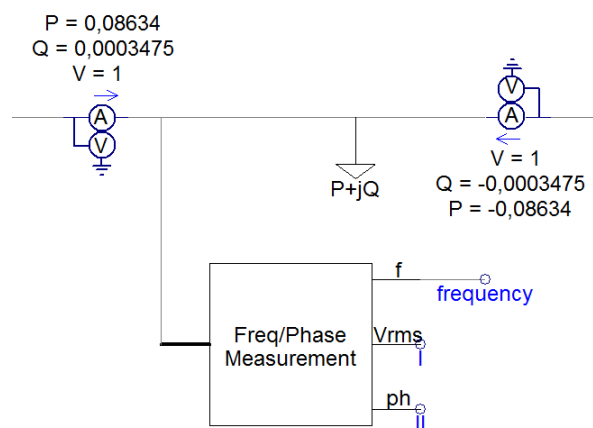 P = 0,08634
Q = 0,0003475
V = 1
A
V
V
A
V = 1
Q = -0,0003475
P = -0,08634
P+jQ
f
frequency
Freq/Phase
Measurement
Vrms
I
ph
II